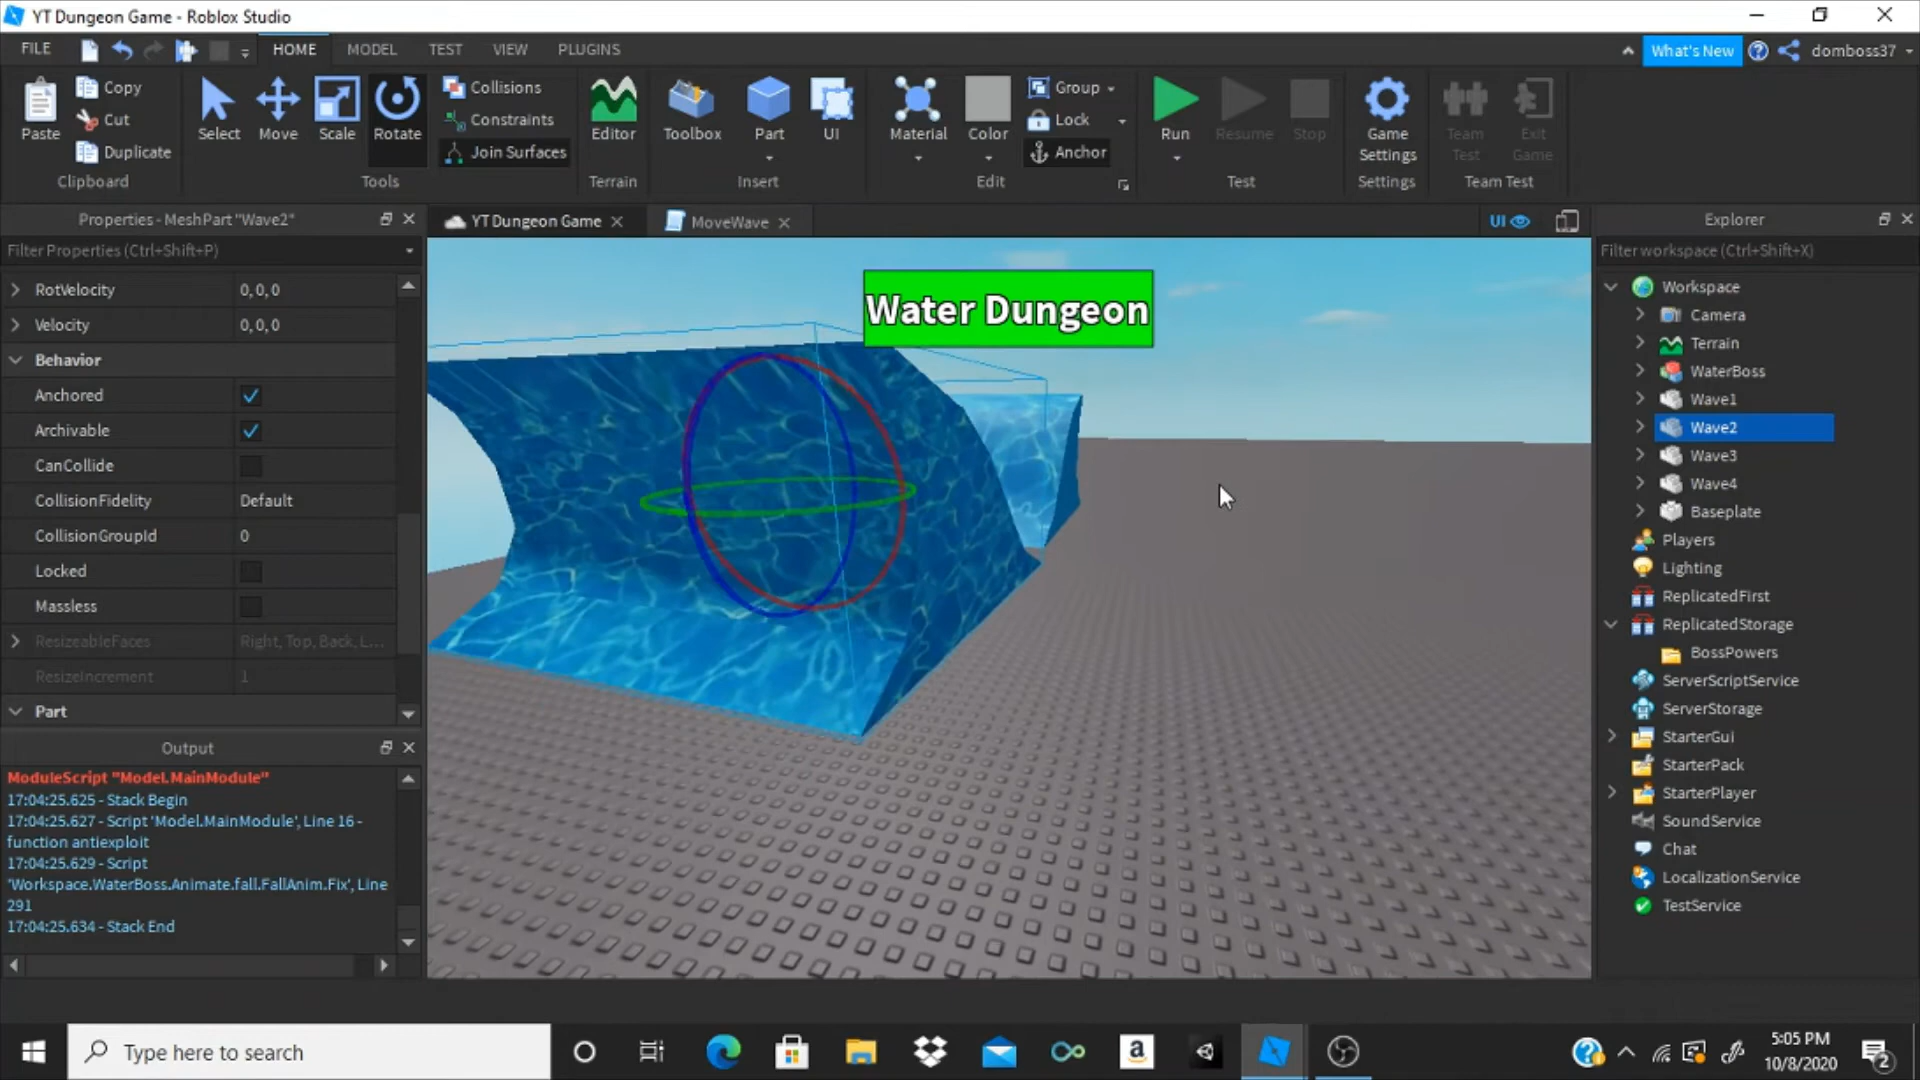 YT Dungeon Game - Roblox Studio
FILE
HOME
MODEL
TEST
VIEW
PLUGINS
What's New
domboss37
Paste
Copy
Cut
Duplicate
Clipboard
Select
Move
Scale
Rotate
Tools
Collisions
Constraints
Join Surfaces
Editor
Terrain
Toolbox
Part
UI
Insert
Material
Color
Group
Lock
Anchor
Edit
Run
Resume
Stop
Test
Game
Settings
Settings
Team
Test
Exit
Game
Team Test
Properties - MeshPart "Wave2"
Filter Properties (Ctrl+Shift+P)
RotVelocity 0, 0, 0
Velocity 0, 0, 0
Behavior
Anchored
Archivable
CanCollide
CollisionFidelity Default
CollisionGroupId 0
Locked
Massless
ResizeableFaces Right, Top, Back, L...
ResizeIncrement 1
Part
Output
ModuleScript "Model.MainModule"
17:04:25.625 - Stack Begin
17:04:25.627 - Script 'Model.MainModule', Line 16 -
function antiexploit
17:04:25.629 - Script
'Workspace.WaterBoss.Animate.fall.FallAnim.Fix', Line
291
17:04:25.634 - Stack End
YT Dungeon Game
MoveWave
UI
Water Dungeon
Explorer
Filter workspace (Ctrl+Shift+X)
Workspace
Camera
Terrain
WaterBoss
Wave1
Wave2
Wave3
Wave4
Baseplate
Players
Lighting
ReplicatedFirst
ReplicatedStorage
BossPowers
ServerScriptService
ServerStorage
StarterGui
StarterPack
StarterPlayer
SoundService
Chat
LocalizationService
TestService
Type here to search
a
5:05 PM
10/8/2020
2